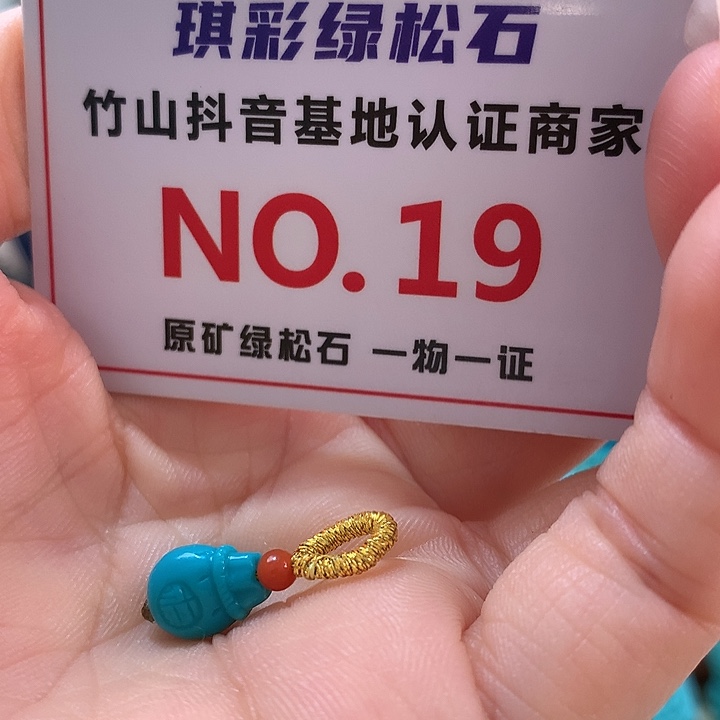 琪彩绿松石
竹山抖音基地认证商家
NO. 19
原矿绿松石 一物一证